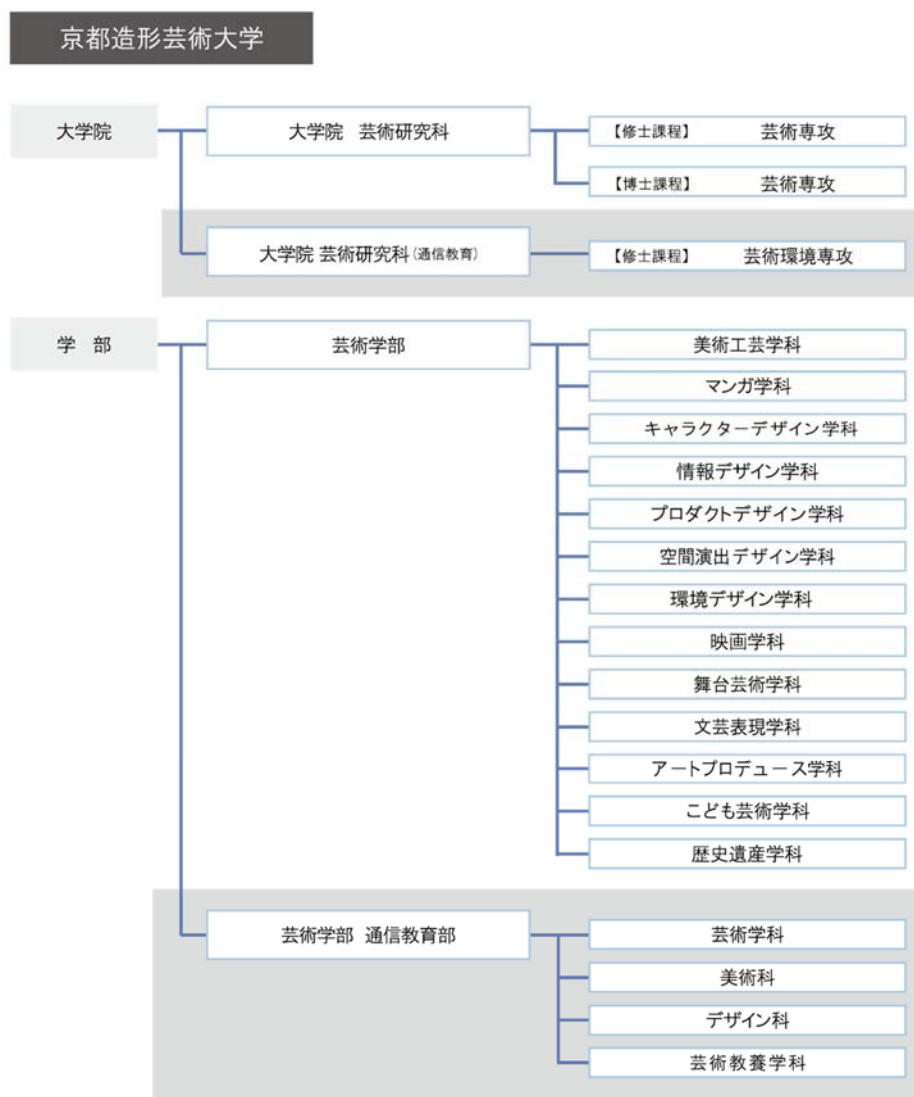 京都造形芸術大学
大学院
大学院 芸術研究科
【修士課程】 芸術専攻
【博士課程】 芸術専攻
大学院 芸術研究科(通信教育)
【修士課程】 芸術環境専攻
学 部
芸術学部
美術工芸学科
マンガ学科
キャラクターデザイン学科
情報デザイン学科
プロダクトデザイン学科
空間演出デザイン学科
環境デザイン学科
映画学科
舞台芸術学科
文芸表現学科
アートプロデュース学科
こども芸術学科
歴史遺産学科
芸術学部 通信教育部
芸術学科
美術科
デザイン科
芸術教養学科